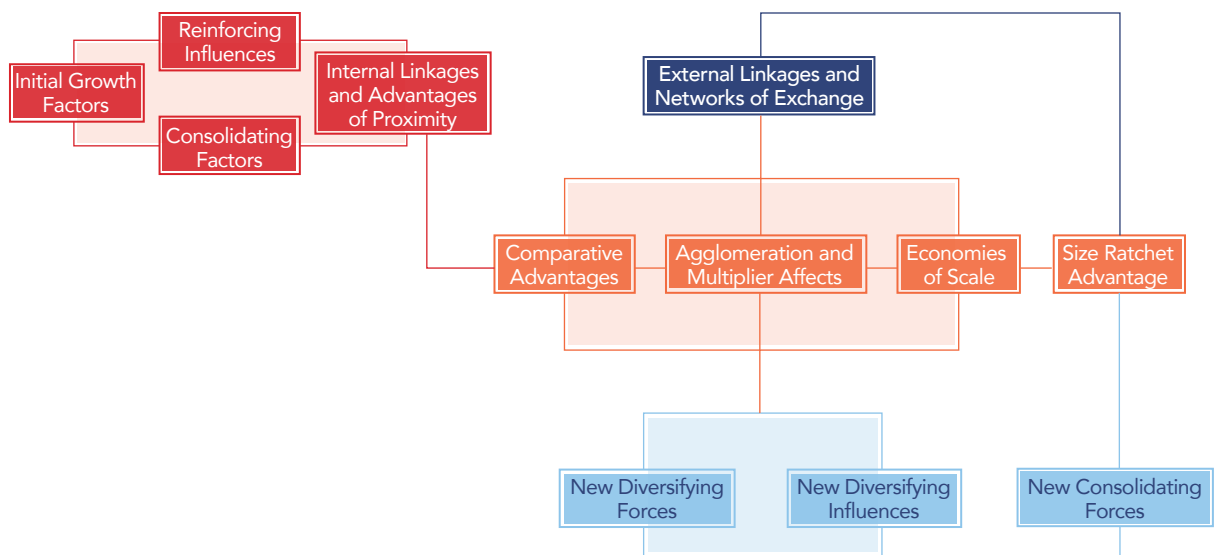 Reinforcing
Influences
Initial Growth
Factors
Internal Linkages
and Advantages
of Proximity
Consolidating
Factors
External Linkages and
Networks of Exchange
Comparative
Advantages
Agglomeration and
Multiplier Affects
Economies
of Scale
Size Ratchet
Advantage
New Diversifying
Forces
New Diversifying
Influences
New Consolidating
Forces